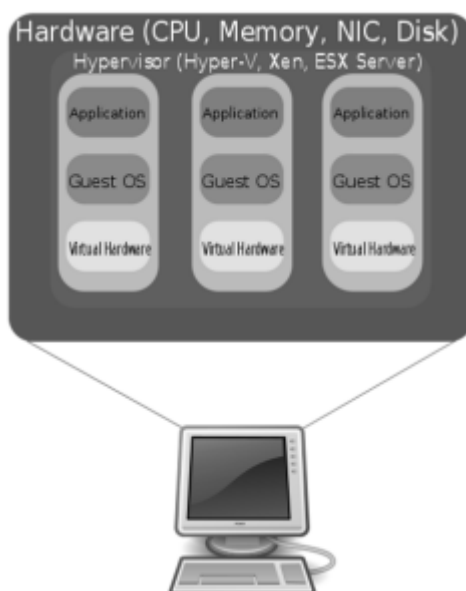 Hardware (CPU, Memory, NIC, Disk)
Hypervisor (Hyper-V, Xen, ESX Server)
Application
Application
Application
Guest OS
Guest OS
Guest OS
Virtual Hardware
Virtual Hardware
Virtual Hardware